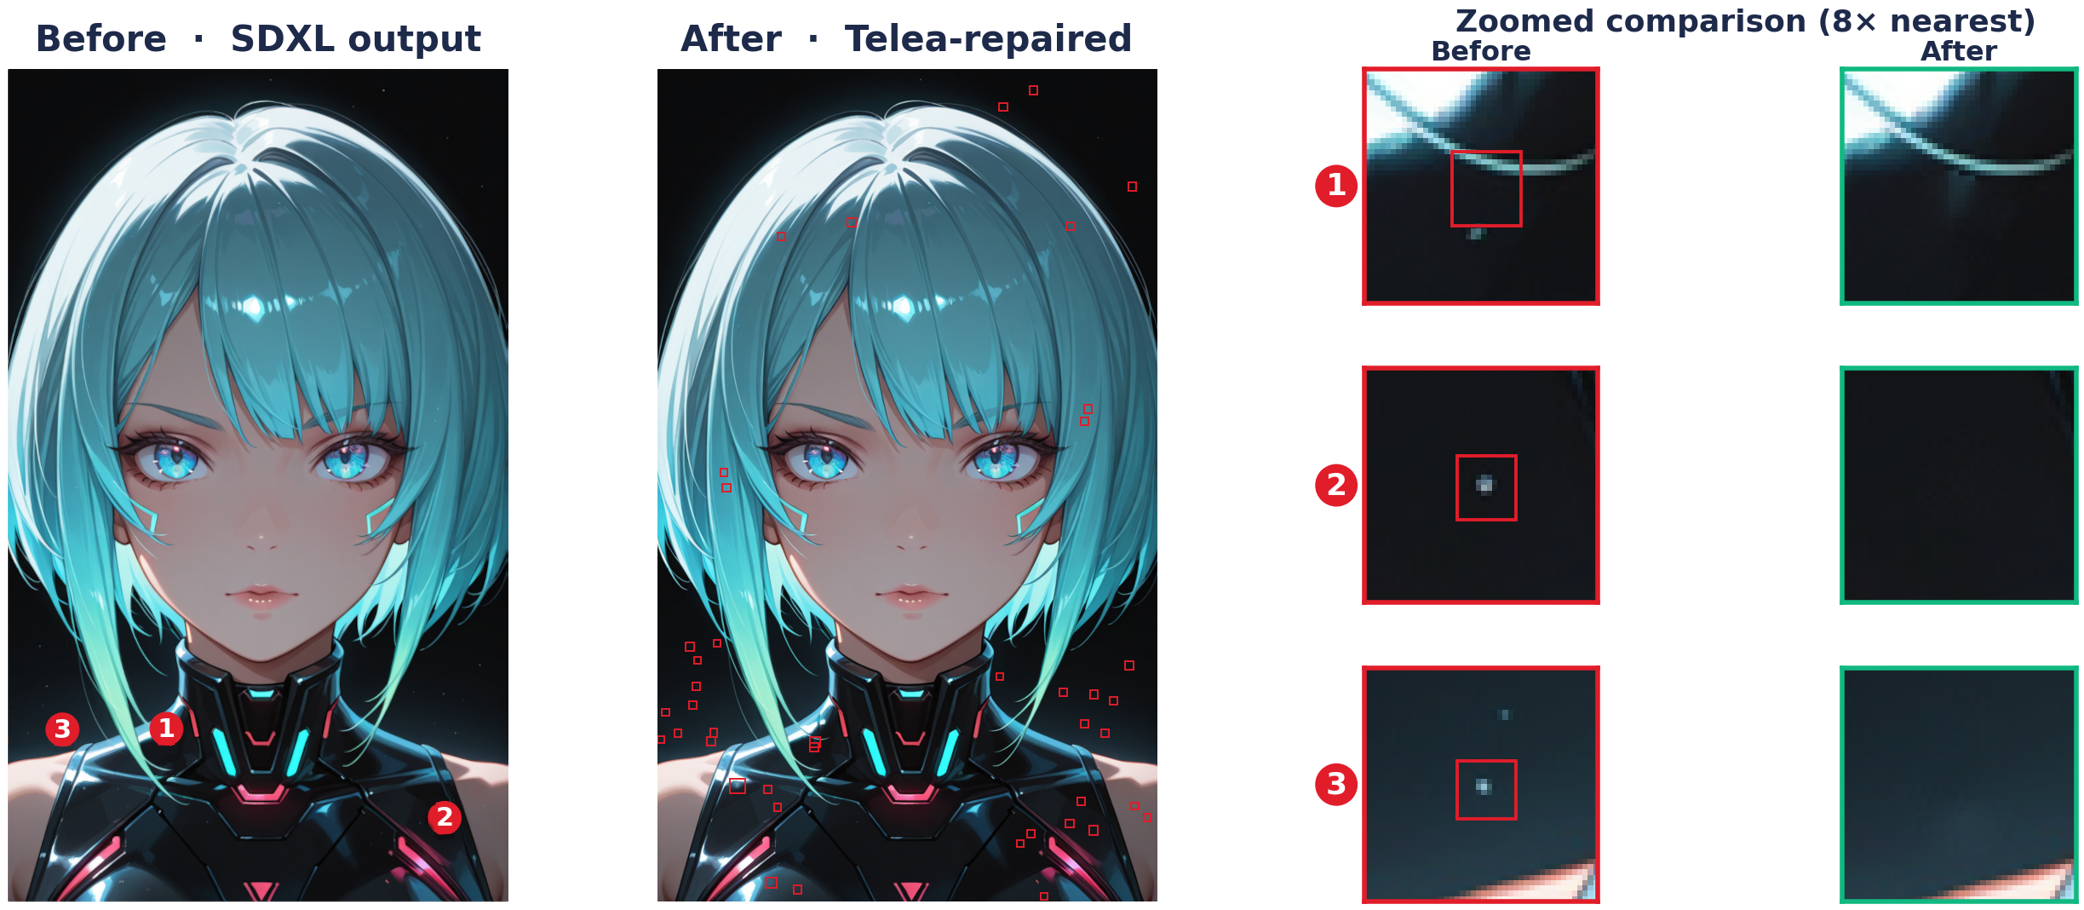 Before · SDXL output
After · Telea-repaired
Zoomed comparison (8× nearest)
Before
After
1
2
3
3
1
2